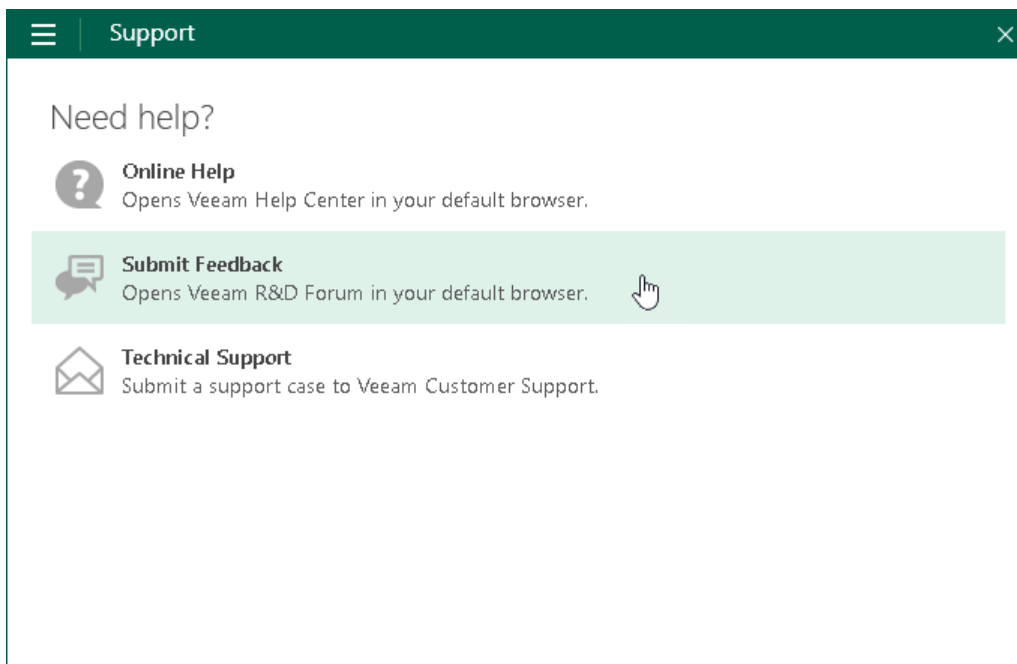 Support
Need help?
Online Help
Opens Veeam Help Center in your default browser.
Submit Feedback
Opens Veeam R&D Forum in your default browser.
Technical Support
Submit a support case to Veeam Customer Support.